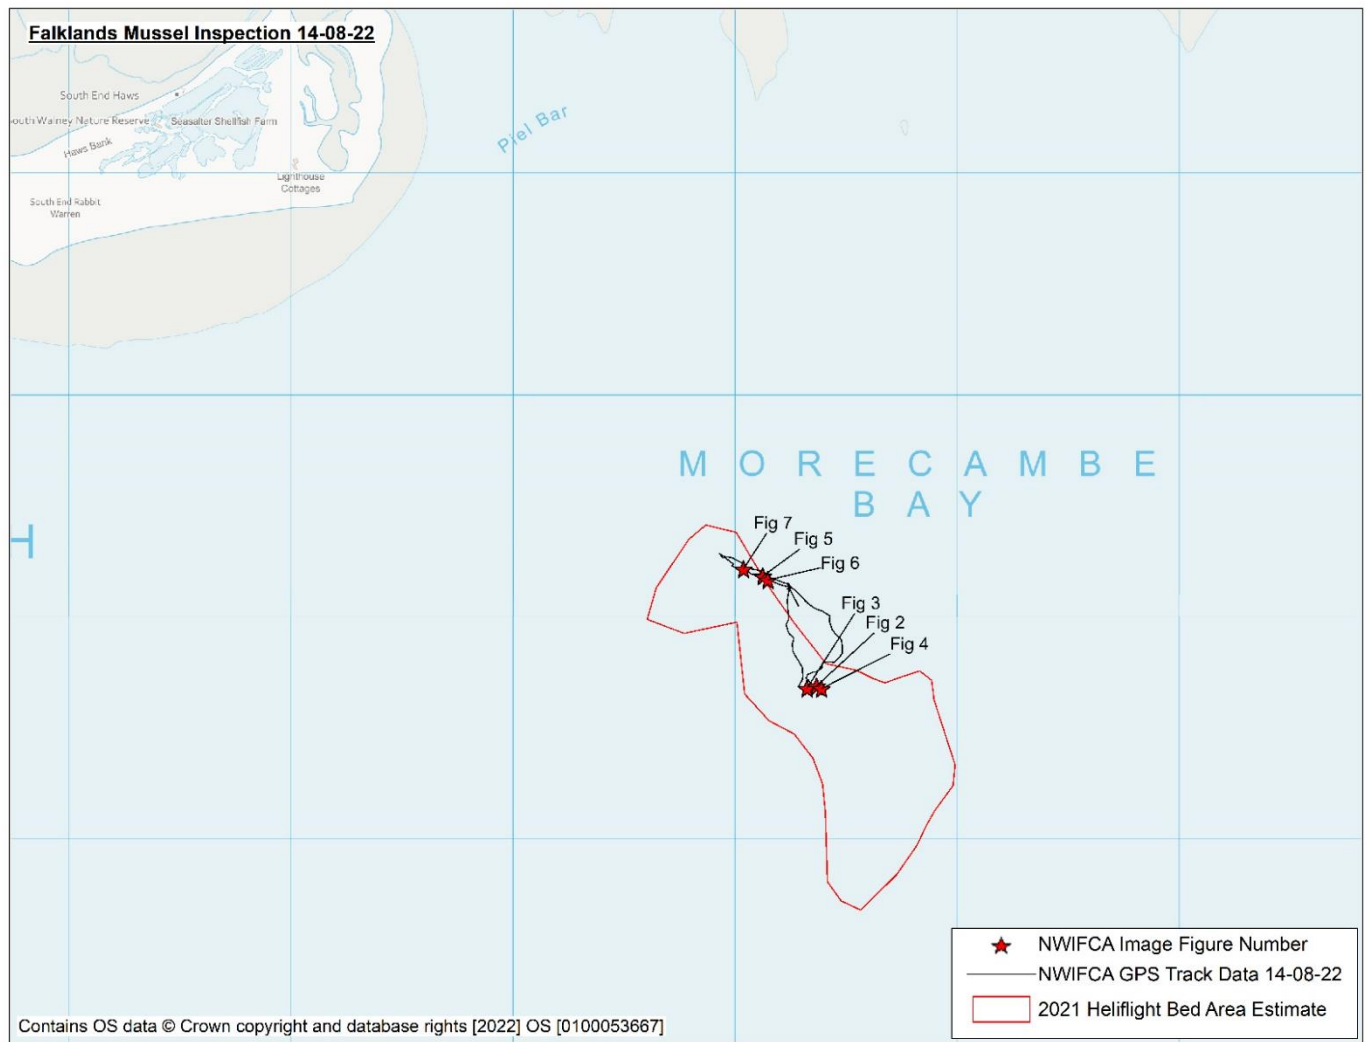 Falklands Mussel Inspection 14-08-22
South End Haws
outh Walney Nature Reserve
Seasalter Shellfish Farm
Haws Bank
Piel Bar
Lighthouse
Cottages
South End Rabbit
Warren
MORECAMBE
BAY
Fig 7
Fig 5
Fig 6
Fig 3
Fig 2
Fig 4
NWIFCA Image Figure Number
NWIFCA GPS Track Data 14-08-22
2021 Heliflight Bed Area Estimate
Contains OS data © Crown copyright and database rights [2022] OS [0100053667]